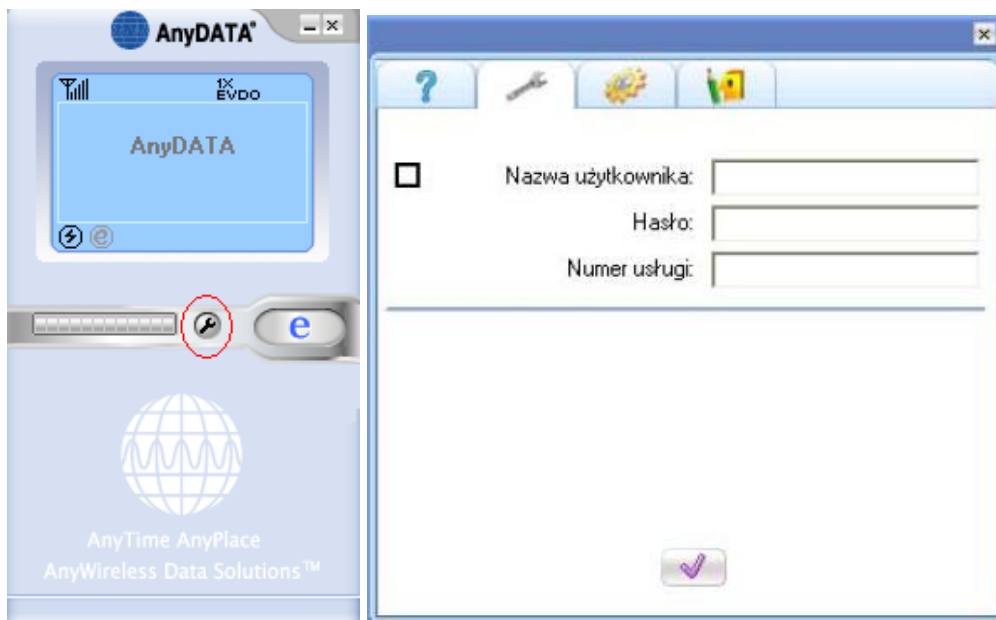 AnyDATA
1X
EVDO
AnyDATA
e
e
AnyTime AnyPlace
AnyWireless Data Solutions™
?
Nazwa użytkownika:
Hasło:
Numer usługi: